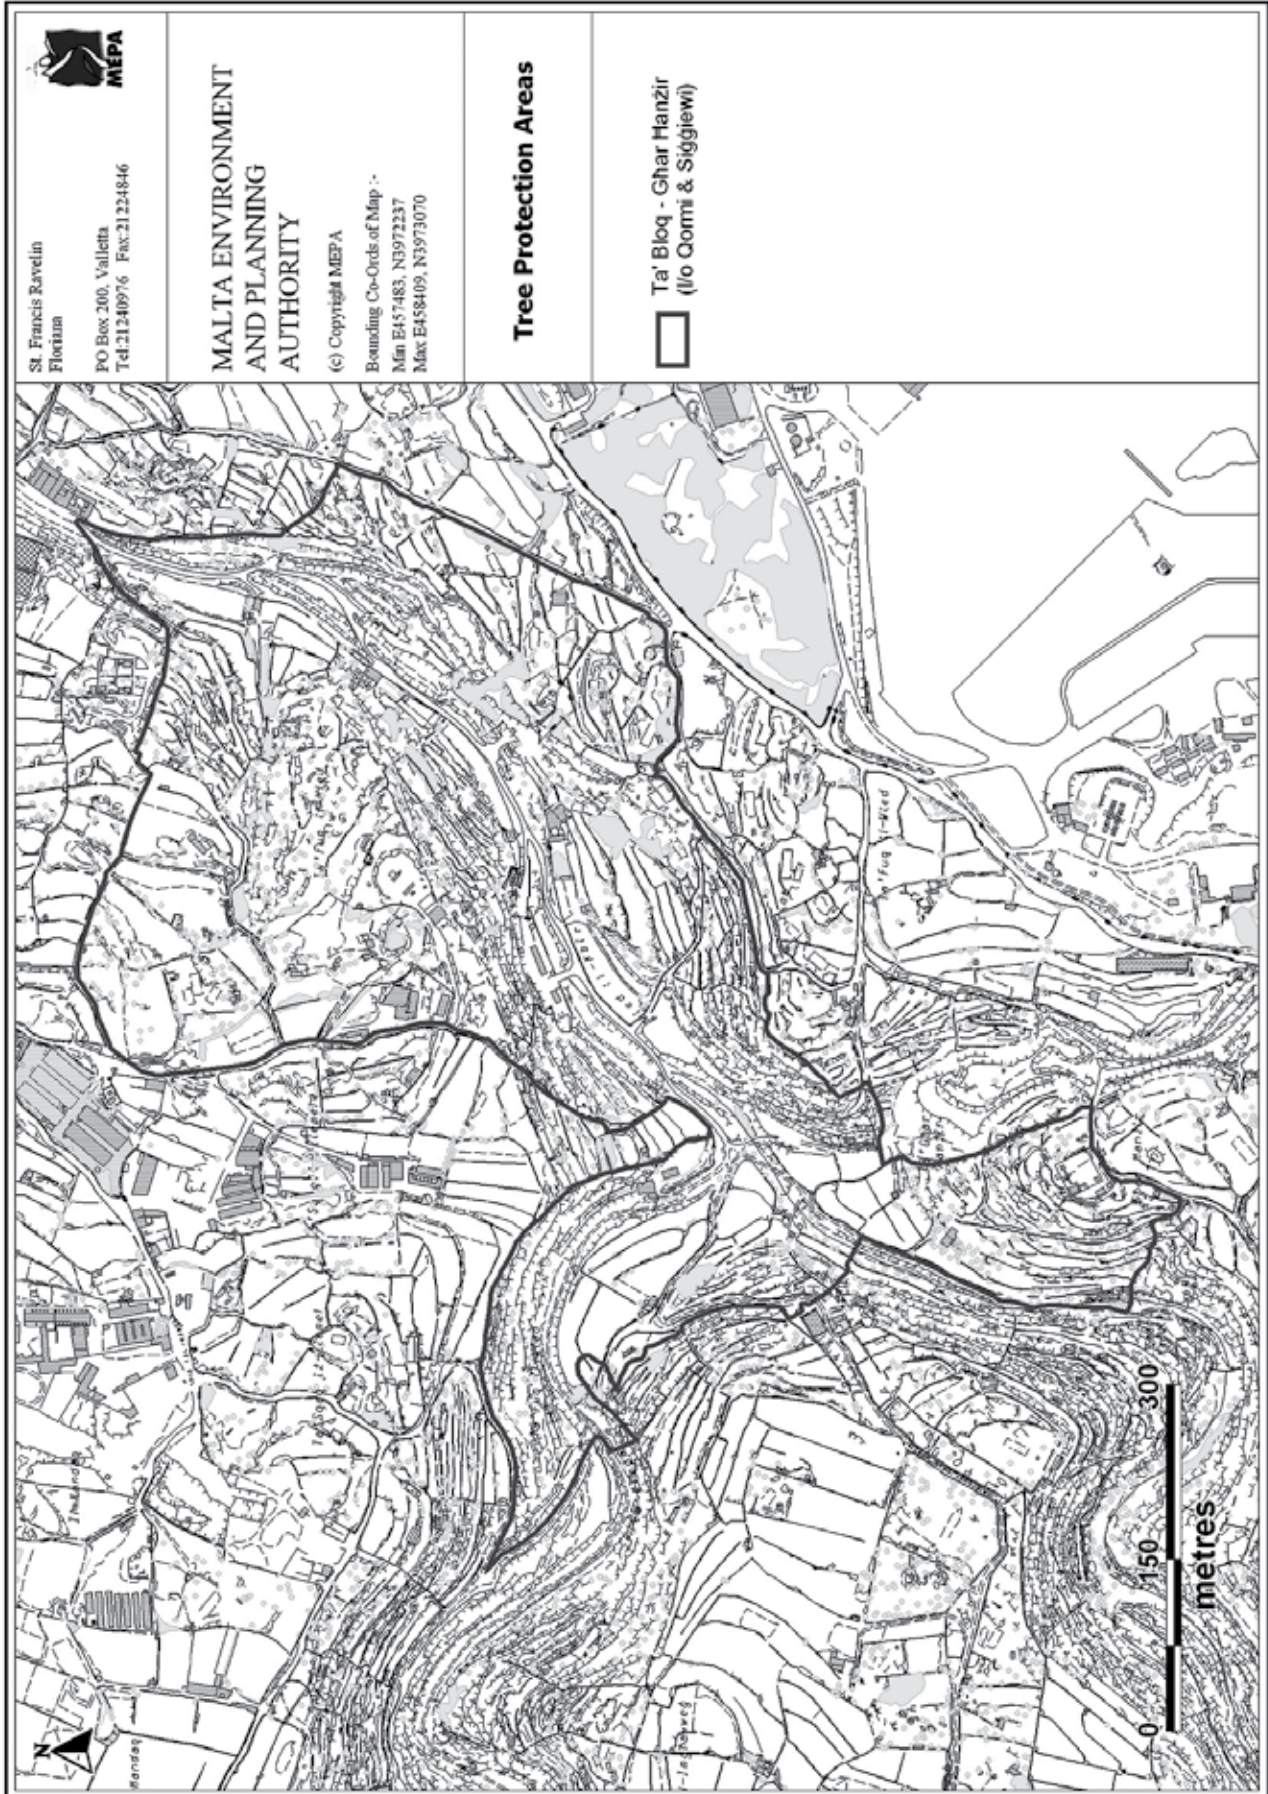 MEPA
St. Francis Ravelin
Floriana
PO Box 200, Valletta
Tel:21240976 Fax:21224846
MALTA ENVIRONMENT
AND PLANNING
AUTHORITY
(c) Copyright MEPA
Bounding Co-Ords of Map :-
Min E457483, N3972237
Max E458409, N3973070
Tree Protection Areas
Ta' Bloq - Għar Ħanżir
(l/o Qormi & Siġġiewi)
N
0 150 300
metres